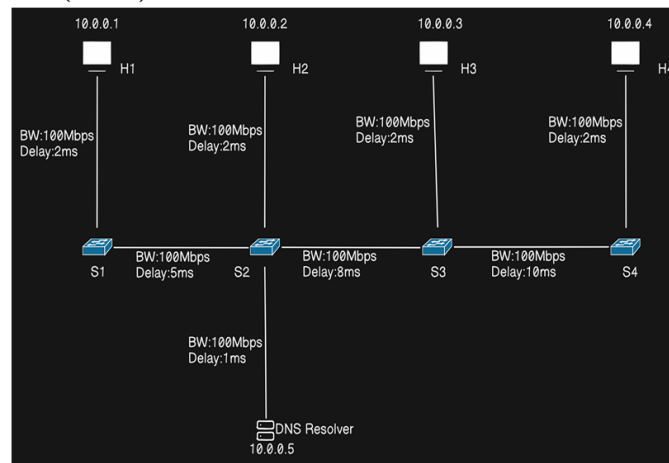 10.0.0.1
10.0.0.2
10.0.0.3
10.0.0.4
H1
H2
H3
BW:100Mbps
Delay:2ms
BW:100Mbps
Delay:2ms
BW:100Mbps
Delay:2ms
BW:100Mbps
Delay:2ms
BW:100Mbps
Delay:5ms
BW:100Mbps
Delay:8ms
BW:100Mbps
Delay:10ms
S1
S2
S3
S4
BW:100Mbps
Delay:1ms
DNS Resolver
10.0.0.5